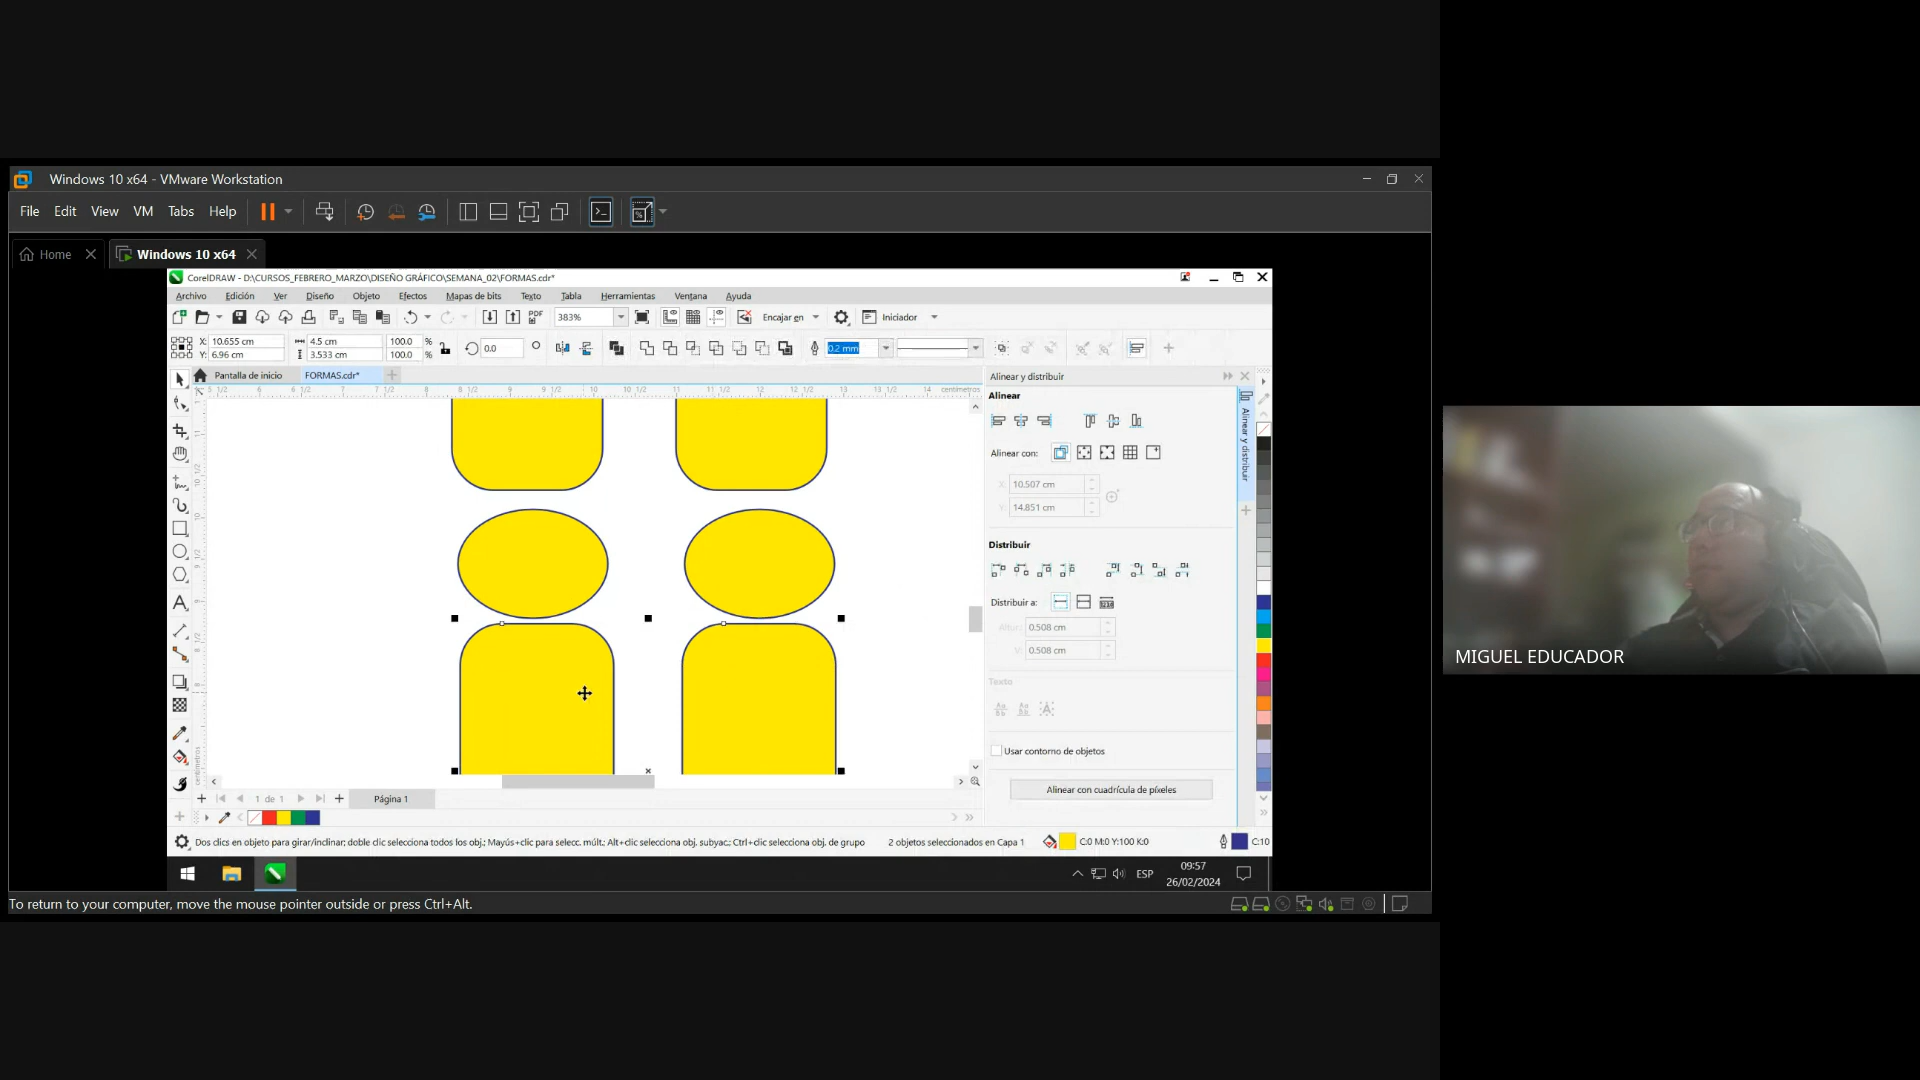 Windows 10 x64 - VMware Workstation
File Edit View VM Tabs Help
Home Windows 10 x64
CorelDRAW - D:\CURSOS_FEBRERO_MARZO\DISEÑO GRÁFICO\SEMANA_02\FORMAS.cdr*
Archivo Edición Ver Diseño Objeto Efectos Mapas de bits Texto Tabla Herramientas Ventana Ayuda
PDF 383% Encajar en Iniciador
X: 10.655 cm 4.5 cm 100.0 %
Y: 6.96 cm 3.533 cm 100.0 %
0.0
0.2 mm
Pantalla de inicio FORMAS.cdr*
centímetros
Alinear y distribuir
Alinear
Alinear con:
X: 10.507 cm
Y: 14.851 cm
Distribuir
Distribuir a:
0.508 cm
V: 0.508 cm
Texto
Usar contorno de objetos
Alinear con cuadrícula de píxeles
Alinear y distribuir
1 de 1 Página 1
Dos clics en objeto para girar/inclinar; doble clic selecciona todos los obj.; Mayús+clic para selecc. múlt.; Alt+clic selecciona obj. subyac.; Ctrl+clic selecciona obj. de grupo 2 objetos seleccionados en Capa 1 C:0 M:0 Y:100 K:0 C:10
ESP 09:57
26/02/2024
To return to your computer, move the mouse pointer outside or press Ctrl+Alt.
MIGUEL EDUCADOR